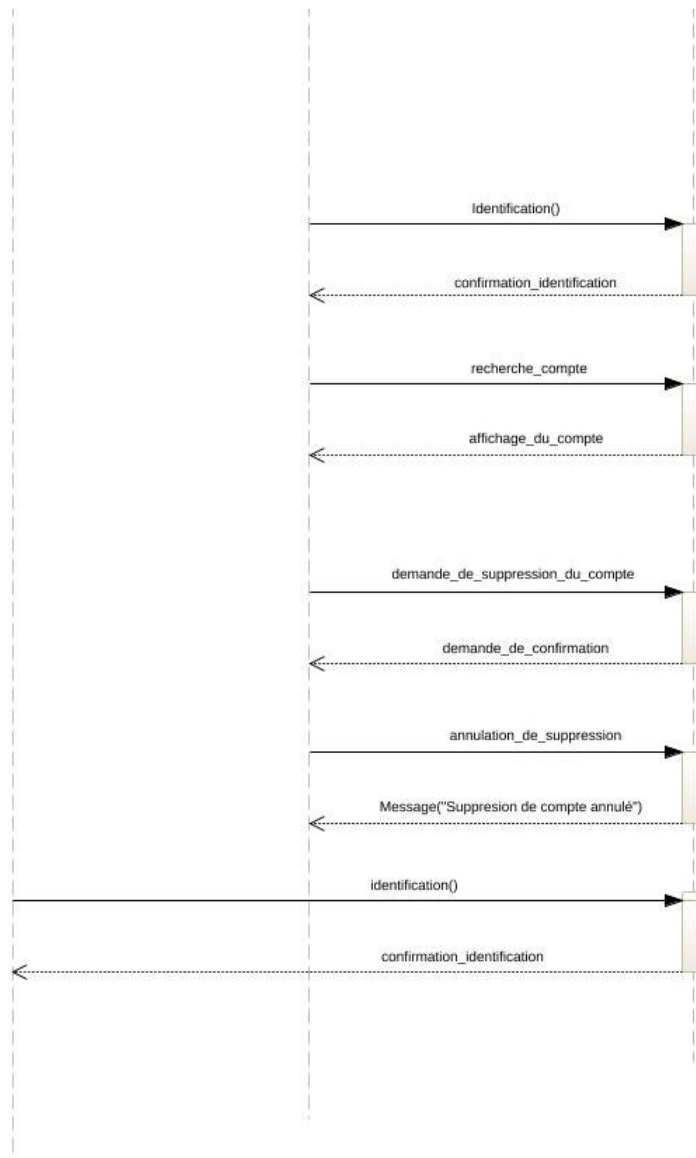 Identification()
confirmation_identification
recherche_compte
affichage_du_compte
demande_de_suppression_du_compte
demande_de_confirmation
annulation_de_suppression
Message("Suppresion de compte annulé")
identification()
confirmation_identification